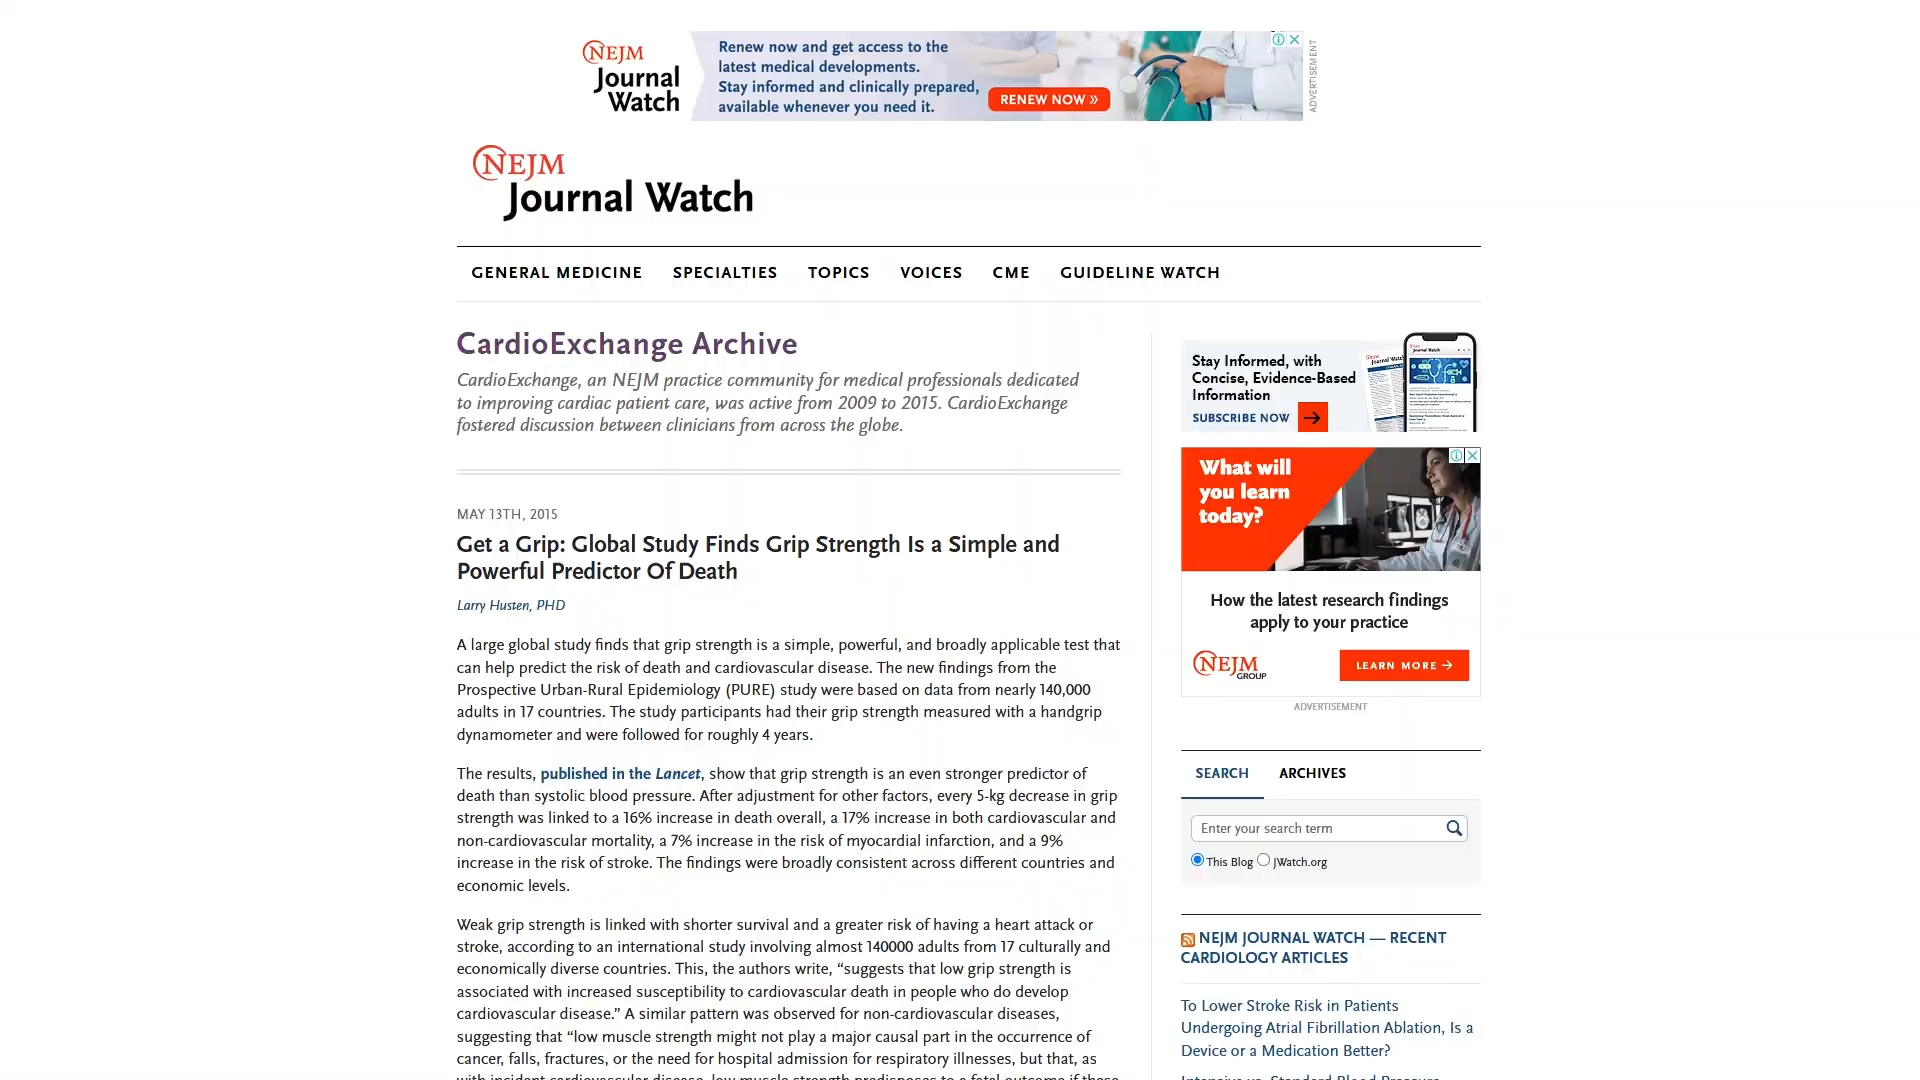 NEJM
Journal
Watch
Renew now and get access to the
latest medical developments.
Stay informed and clinically prepared,
available whenever you need it.
RENEW NOW »
ADVERTISEMENT
NEJM
Journal Watch
GENERAL MEDICINE SPECIALTIES TOPICS VOICES CME GUIDELINE WATCH
CardioExchange Archive
CardioExchange, an NEJM practice community for medical professionals dedicated
to improving cardiac patient care, was active from 2009 to 2015. CardioExchange
fostered discussion between clinicians from across the globe.
MAY 13TH, 2015
Get a Grip: Global Study Finds Grip Strength Is a Simple and
Powerful Predictor Of Death
Larry Husten, PHD
A large global study finds that grip strength is a simple, powerful, and broadly applicable test that
can help predict the risk of death and cardiovascular disease. The new findings from the
Prospective Urban-Rural Epidemiology (PURE) study were based on data from nearly 140,000
adults in 17 countries. The study participants had their grip strength measured with a handgrip
dynamometer and were followed for roughly 4 years.
The results, published in the Lancet, show that grip strength is an even stronger predictor of
death than systolic blood pressure. After adjustment for other factors, every 5-kg decrease in grip
strength was linked to a 16% increase in death overall, a 17% increase in both cardiovascular and
non-cardiovascular mortality, a 7% increase in the risk of myocardial infarction, and a 9%
increase in the risk of stroke. The findings were broadly consistent across different countries and
economic levels.
Weak grip strength is linked with shorter survival and a greater risk of having a heart attack or
stroke, according to an international study involving almost 140000 adults from 17 culturally and
economically diverse countries. This, the authors write, “suggests that low grip strength is
associated with increased susceptibility to cardiovascular death in people who do develop
cardiovascular disease.” A similar pattern was observed for non-cardiovascular diseases,
suggesting that “low muscle strength might not play a major causal part in the occurrence of
cancer, falls, fractures, or the need for hospital admission for respiratory illnesses, but that, as
with incident cardiovascular disease, low muscle strength predisposes to a fatal outcome if these
Stay Informed, with
Concise, Evidence-Based
Information
SUBSCRIBE NOW
Journal Watch
What will
you learn
today?
How the latest research findings
apply to your practice
NEJM
GROUP
LEARN MORE →
ADVERTISEMENT
SEARCH ARCHIVES
Enter your search term
This Blog JWatch.org
NEJM JOURNAL WATCH — RECENT
CARDIOLOGY ARTICLES
To Lower Stroke Risk in Patients
Undergoing Atrial Fibrillation Ablation, Is a
Device or a Medication Better?
Intensive vs. Standard Blood Pressure